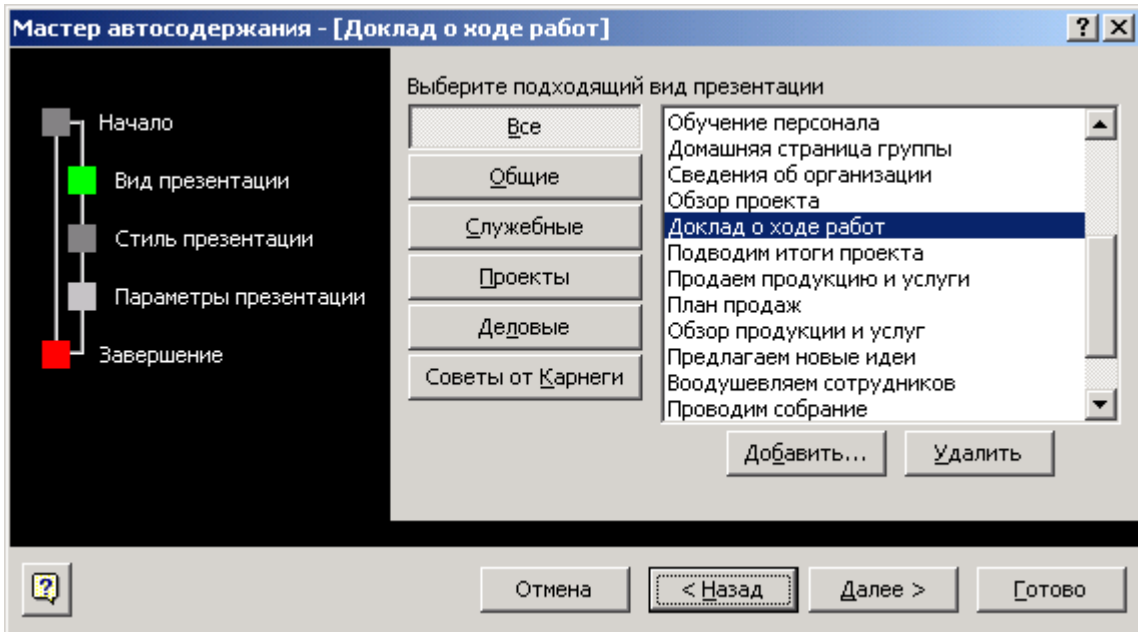 Мастер автосодержания - [Доклад о ходе работ]
Начало
Вид презентации
Стиль презентации
Параметры презентации
Завершение
Выберите подходящий вид презентации
Все
Общие
Служебные
Проекты
Деловые
Советы от Карнеги
Обучение персонала
Домашняя страница группы
Сведения об организации
Обзор проекта
Доклад о ходе работ
Подводим итоги проекта
Продаем продукцию и услуги
План продаж
Обзор продукции и услуг
Предлагаем новые идеи
Воодушевляем сотрудников
Проводим собрание
Добавить... Удалить
Отмена < Назад Далее > Готово